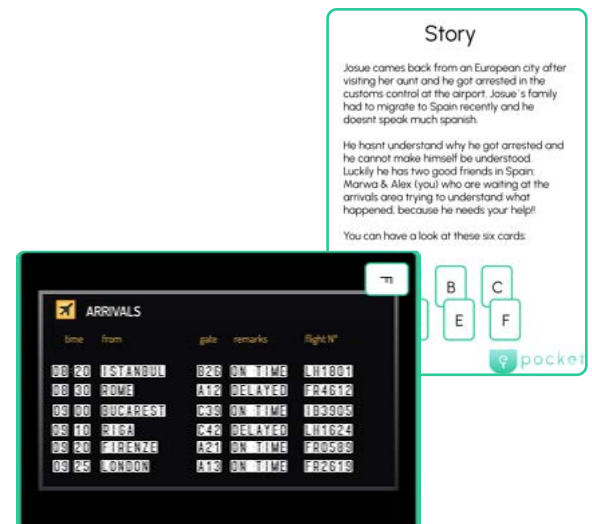 Story
Josue cames back from an European city after
visiting her aunt and he got arrested in the
customs control at the airport. Josue´s family
had to migrate to Spain recently and he
doesnt speak much spanish.
He hasnt understand why he got arrested and
he cannot make himself be understood.
Luckily he has two good friends in Spain:
Marwa & Alex (you) who are waiting at the
arrivals area trying to understand what
happened, because he needs your help!!
You can have a look at these six cards:
B C
E F
pocket
F
ARRIVALS
time from gate remarks flight Nº
08 20 ISTANBUL B26 ON TIME LH1801
08 30 ROME A12 DELAYED FR4612
09 00 BUCAREST C39 ON TIME IB3905
09 10 RIGA C42 DELAYED LH1624
09 20 FIRENZE A21 ON TIME FR0589
09 25 LONDON A13 ON TIME FR2619